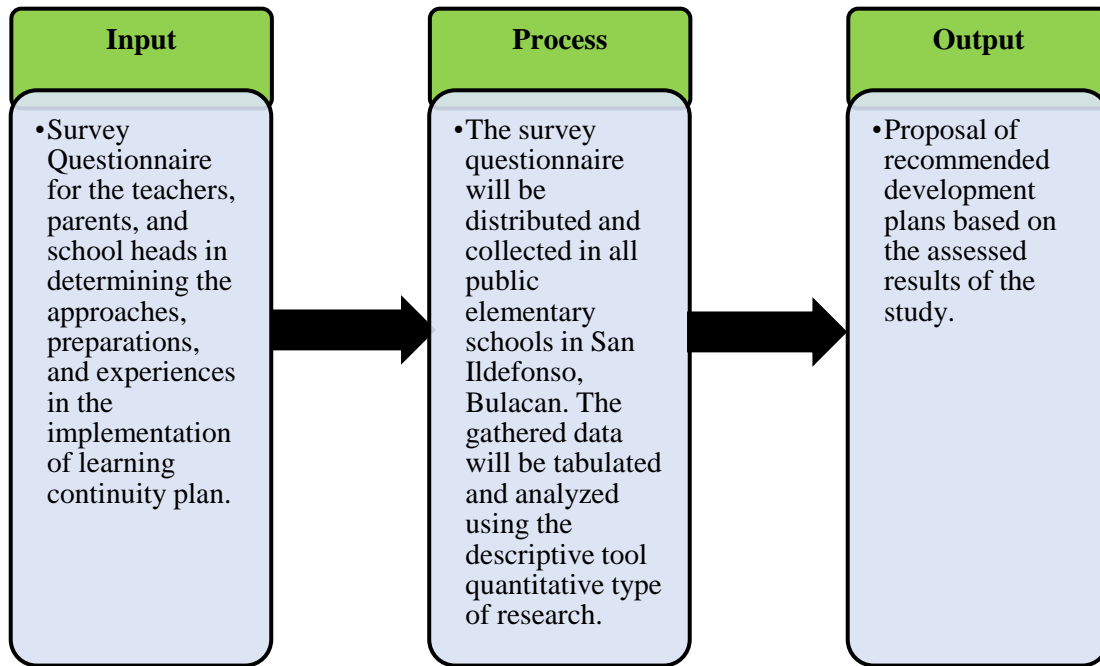 Input
•Survey
Questionnaire
for the teachers,
parents, and
school heads in
determining the
approaches,
preparations,
and experiences
in the
implementation
of learning
continuity plan.
Process
•The survey
questionnaire
will be
distributed and
collected in all
public
elementary
schools in San
Ildefonso,
Bulacan. The
gathered data
will be tabulated
and analyzed
using the
descriptive tool
quantitative type
of research.
Output
•Proposal of
recommended
development
plans based on
the assessed
results of the
study.